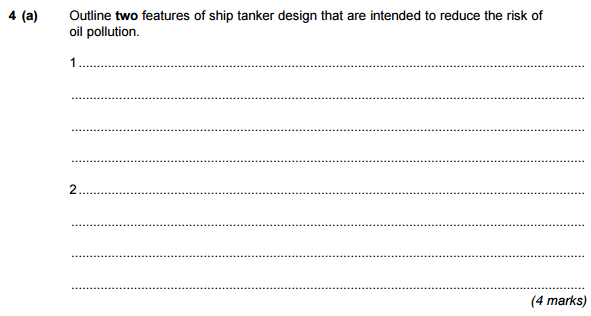 4 (a) Outline two features of ship tanker design that are intended to reduce the risk of
oil pollution.
1
2
(4 marks)